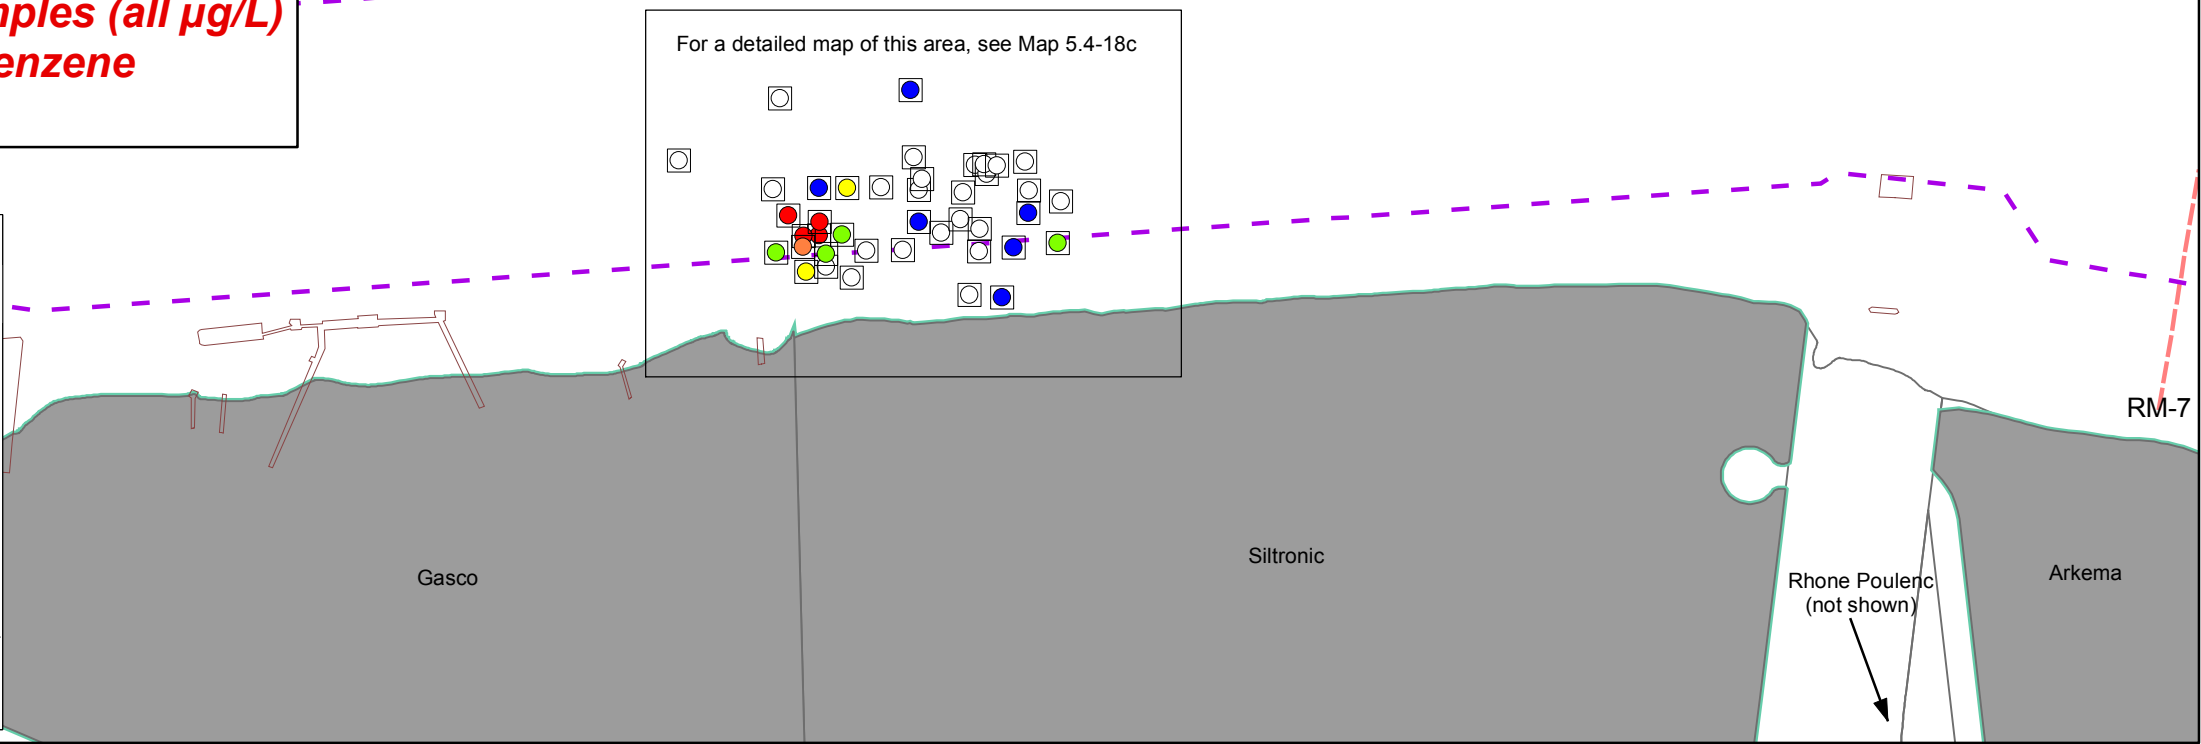 mples (all µg/L)
enzene
For a detailed map of this area, see Map 5.4-18c
RM-7
Gasco
Siltronic
Rhone Poulenc
(not shown)
Arkema